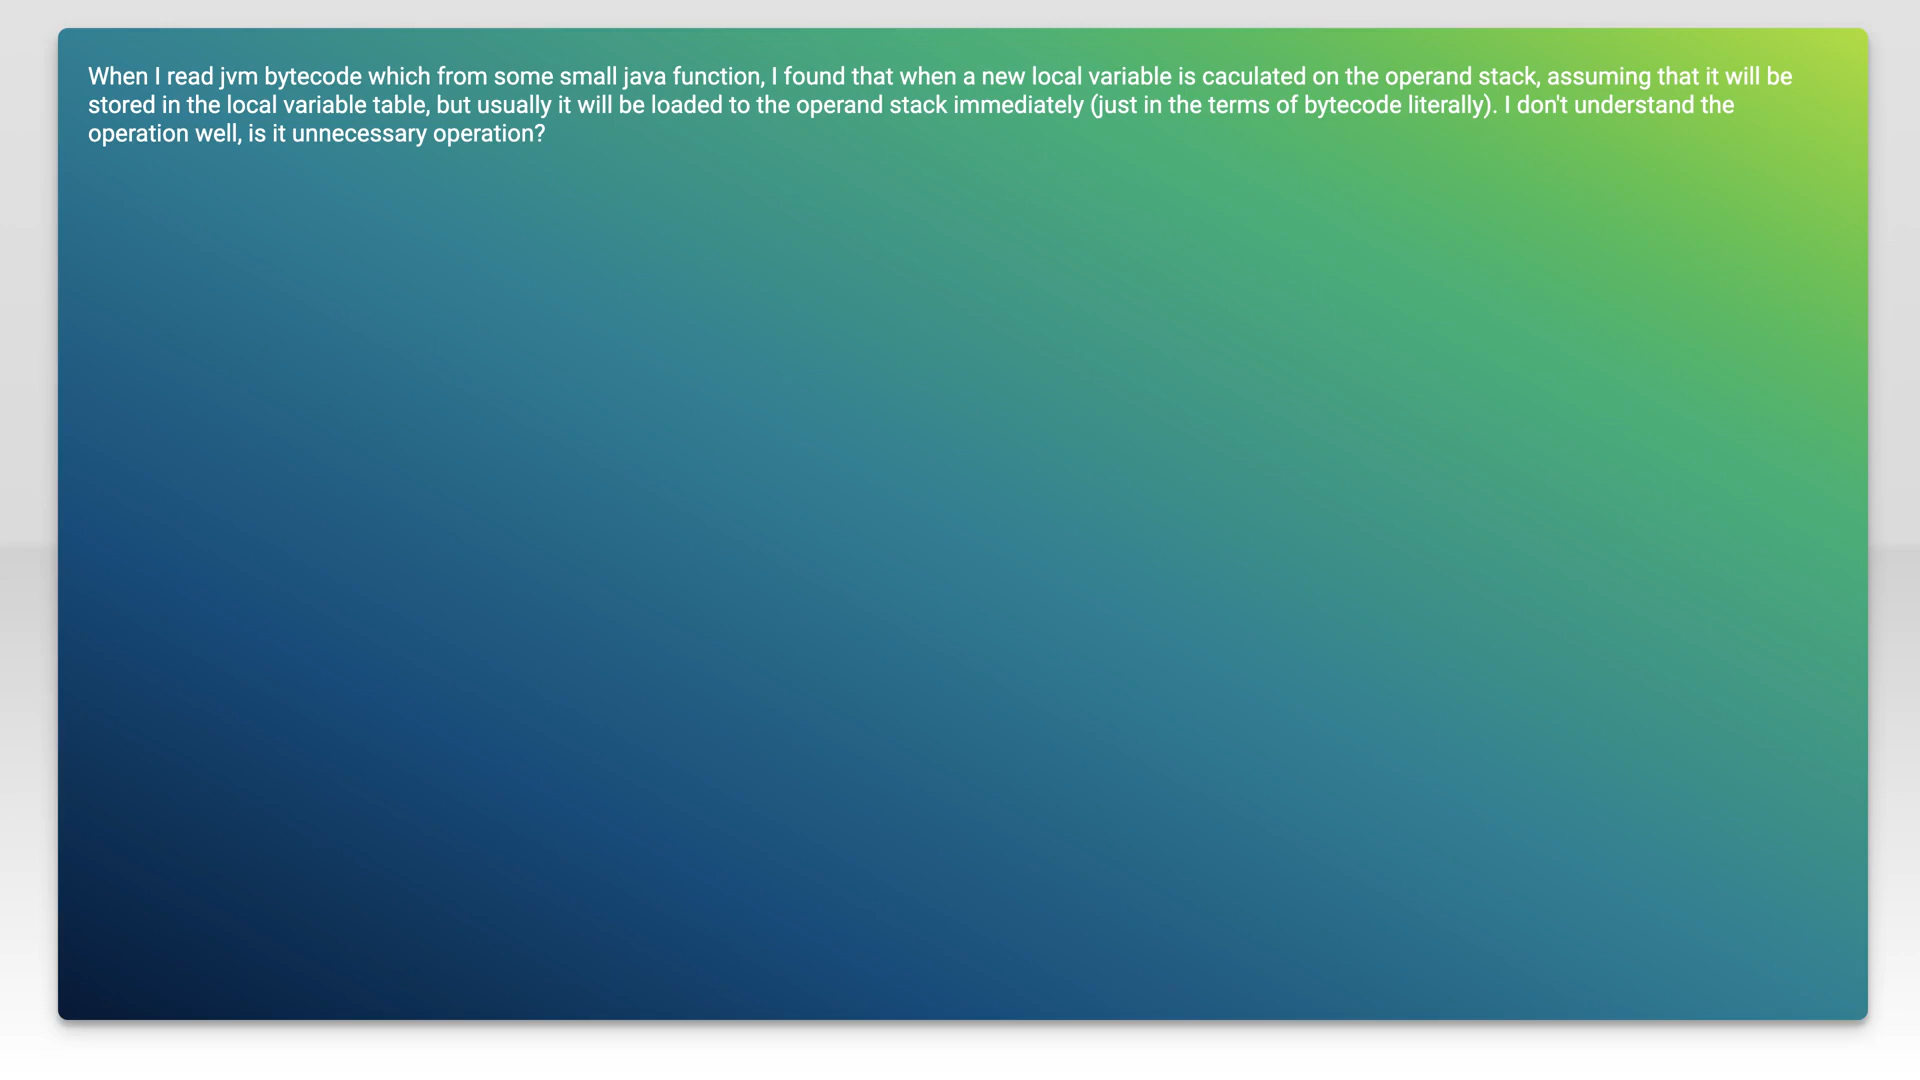 When I read jvm bytecode which from some small java function, I found that when a new local variable is caculated on the operand stack, assuming that it will be
stored in the local variable table, but usually it will be loaded to the operand stack immediately (just in the terms of bytecode literally). I don't understand the
operation well, is it unnecessary operation?